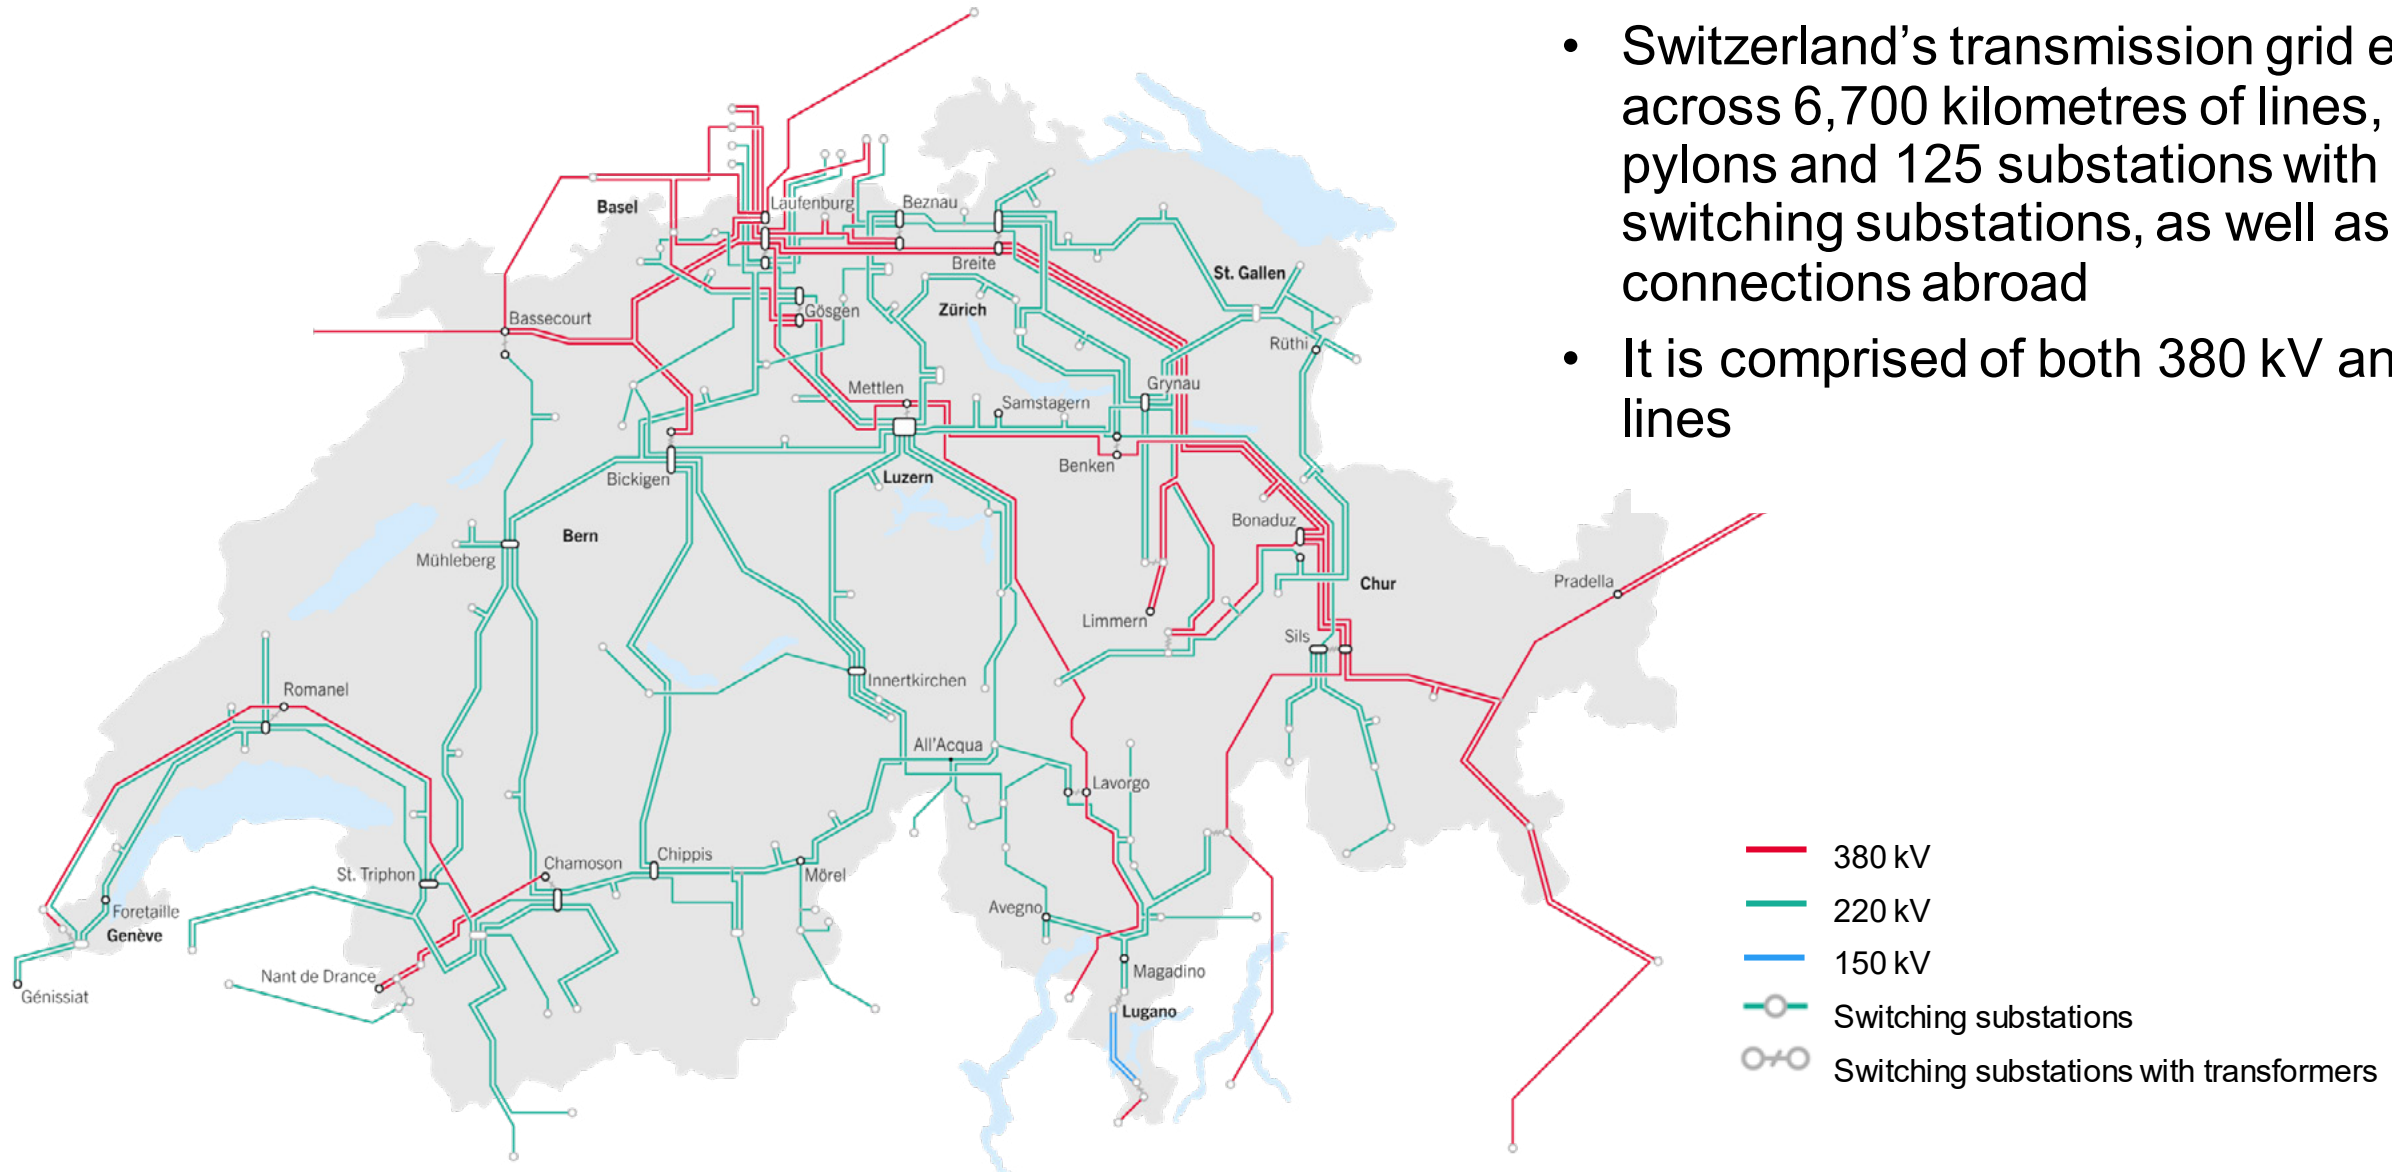 • Switzerland's transmission grid e
across 6,700 kilometres of lines,
pylons and 125 substations with
switching substations, as well as
connections abroad
• It is comprised of both 380 kV an
lines
Laufenburg
Beznau
Basel
Breite
St. Gallen
Bassecourt
Gösgen
Zürich
Rüthi
Mettlen
Grynau
Samstagern
Benken
Bickigen
Luzern
Bonaduz
Bern
Mühleberg
Chur
Pradella
Limmern
Sils
Innertkirchen
Romanel
All'Acqua
Lavorgo
Chamoson
Chippis
St. Triphon
Mörel
Foretaille
Avegno
Genève
Nant de Drance
Magadino
Génissiat
Lugano
380 kV
220 kV
150 kV
Switching substations
Switching substations with transformers